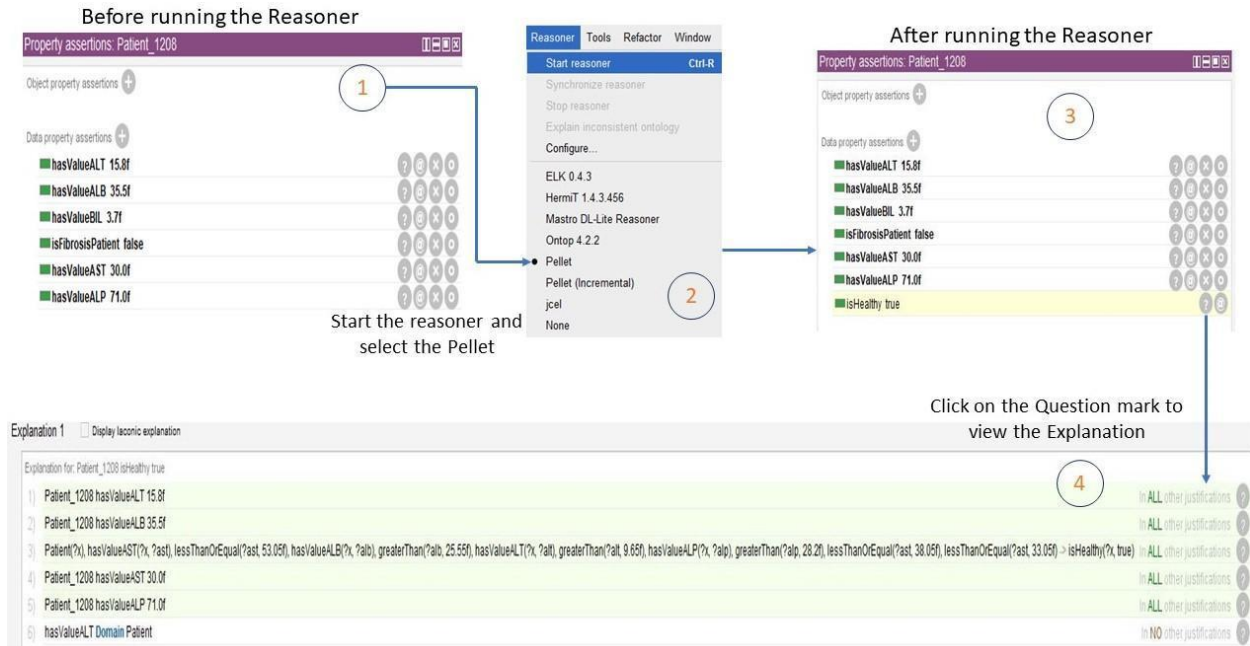 Before running the Reasoner
Property assertions: Patient_1208
Object property assertions
1
Data property assertions
hasValueALT 15.8f
hasValueALB 35.5f
hasValueBIL 3.7f
isFibrosisPatient false
hasValueAST 30.0f
hasValueALP 71.0f
Start the reasoner and
select the Pellet
Reasoner Tools Refactor Window
Start reasoner Ctrl-R
Synchronize reasoner
Stop reasoner
Explain inconsistent ontology
Configure...
ELK 0.4.3
HermiT 1.4.3.456
Mastro DL-Lite Reasoner
Ontop 4.2.2
Pellet
Pellet (Incremental)
2
jcel
None
After running the Reasoner
Property assertions: Patient_1208
Object property assertions
3
Data property assertions
hasValueALT 15.8f
hasValueALB 35.5f
hasValueBIL 3.7f
isFibrosisPatient false
hasValueAST 30.0f
hasValueALP 71.0f
isHealthy true
Click on the Question mark to
view the Explanation
4
Explanation 1 Display laconic explanation
Explanation for: Patient_1208 isHealthy true
1) Patient_1208 hasValueALT 15.8f In ALL other justifications
2) Patient_1208 hasValueALB 35.5f In ALL other justifications
3) Patient(?x), hasValueAST(?x, ?ast), lessThanOrEqual(?ast, 53.05f), hasValueALB(?x, ?alb), greaterThan(?alb, 25.55f), hasValueALT(?x, ?alt), greaterThan(?alt, 9.65f), hasValueALP(?x, ?alp), greaterThan(?alp, 28.2f), lessThanOrEqual(?ast, 38.05f), lessThanOrEqual(?ast, 33.05f) -> isHealthy(?x, true) In ALL other justifications
4) Patient_1208 hasValueAST 30.0f In ALL other justifications
5) Patient_1208 hasValueALP 71.0f In ALL other justifications
6) hasValueALT Domain Patient In NO other justifications